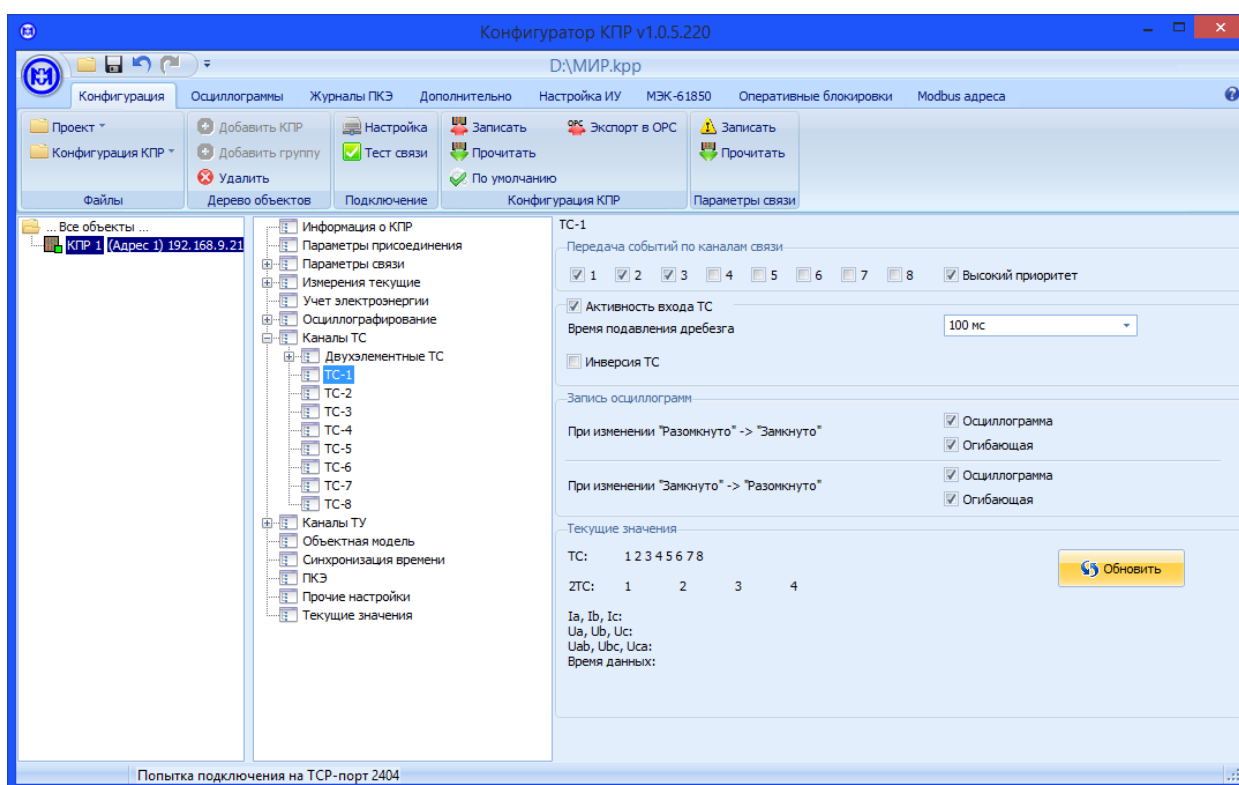 Конфигуратор КПР v1.0.5.220
D:\МИР.kpp
Конфигурация Осциллограммы Журналы ПКЭ Дополнительно Настройка ИУ МЭК-61850 Оперативные блокировки Modbus адреса
Проект Добавить КПР Настройка Записать Экспорт в OPC Записать
Конфигурация КПР Добавить группу Тест связи Прочитать Прочитать
Удалить По умолчанию
Файлы Дерево объектов Подключение Конфигурация КПР Параметры связи
... Все объекты ...
КПР 1 (Адрес 1) 192.168.9.21
Информация о КПР
Параметры присоединения
Параметры связи
Измерения текущие
Учет электроэнергии
Осциллографирование
Каналы ТС
Двухэлементные ТС
ТС-1
ТС-2
ТС-3
ТС-4
ТС-5
ТС-6
ТС-7
ТС-8
Каналы ТУ
Объектная модель
Синхронизация времени
ПКЭ
Прочие настройки
Текущие значения
ТС-1
Передача событий по каналам связи
1 2 3 4 5 6 7 8 Высокий приоритет
Активность входа ТС
Время подавления дребезга 100 мс
Инверсия ТС
Запись осциллограмм
Осциллограмма
При изменении "Разомкнуто" -> "Замкнуто"
Огибающая
Осциллограмма
При изменении "Замкнуто" -> "Разомкнуто"
Огибающая
Текущие значения
ТС: 1 2 3 4 5 6 7 8
Обновить
2ТС: 1 2 3 4
Ia, Ib, Ic:
Ua, Ub, Uc:
Uab, Ubc, Uca:
Время данных:
Попытка подключения на TCP-порт 2404